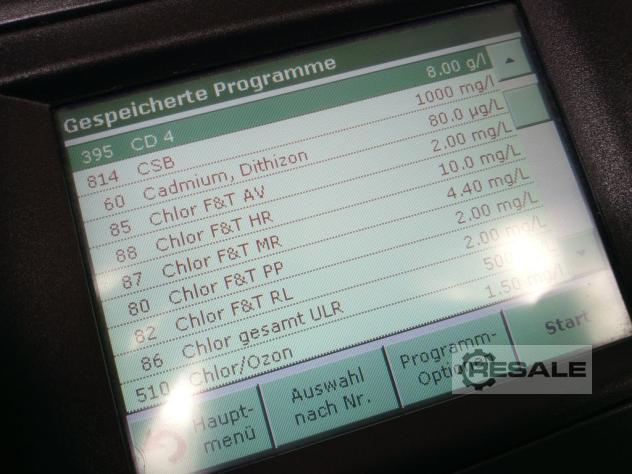 Gespeicherte Programme
395 CD 4 8.00 g/l
814 CSB 1000 mg/l
60 Cadmium, Dithizon 80.0 µg/L
85 Chlor F&T AV 2.00 mg/L
88 Chlor F&T HR 10.0 mg/L
87 Chlor F&T MR 4.40 mg/L
80 Chlor F&T PP 2.00 mg/L
82 Chlor F&T RL 2.00 mg/L
86 Chlor gesamt ULR 500
510 Chlor/Ozon 1.50 mg/l
Haupt-
menü
Auswahl
nach Nr.
Programm-
Start
RESALE